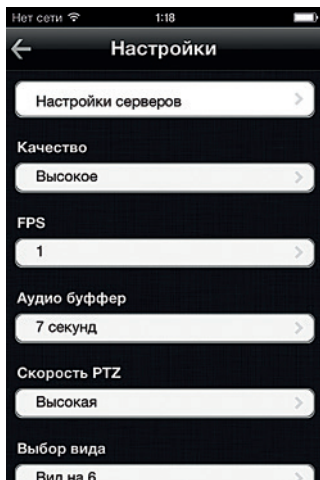 Нет сети 1:18
Настройки
Настройки серверов
Качество
Высокое
FPS
1
Аудио буффер
7 секунд
Скорость PTZ
Высокая
Выбор вида
Вид на 6